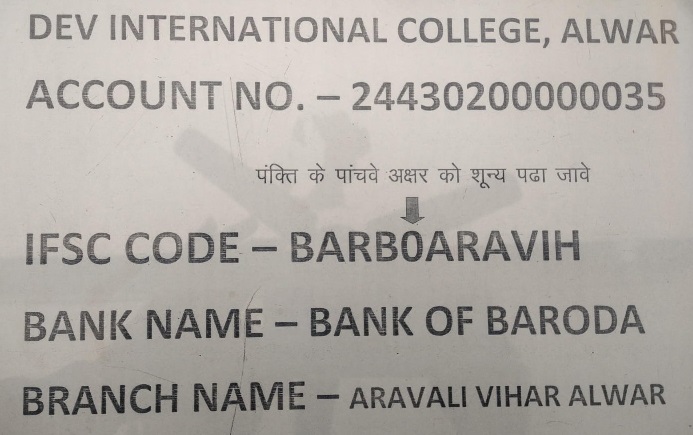 DEV INTERNATIONAL COLLEGE, ALWAR
ACCOUNT NO. – 24430200000035
पंक्ति के पांचवे अक्षर को शून्य पढा जावे
IFSC CODE – BARB0ARAVIH
BANK NAME – BANK OF BARODA
BRANCH NAME – ARAVALI VIHAR ALWAR